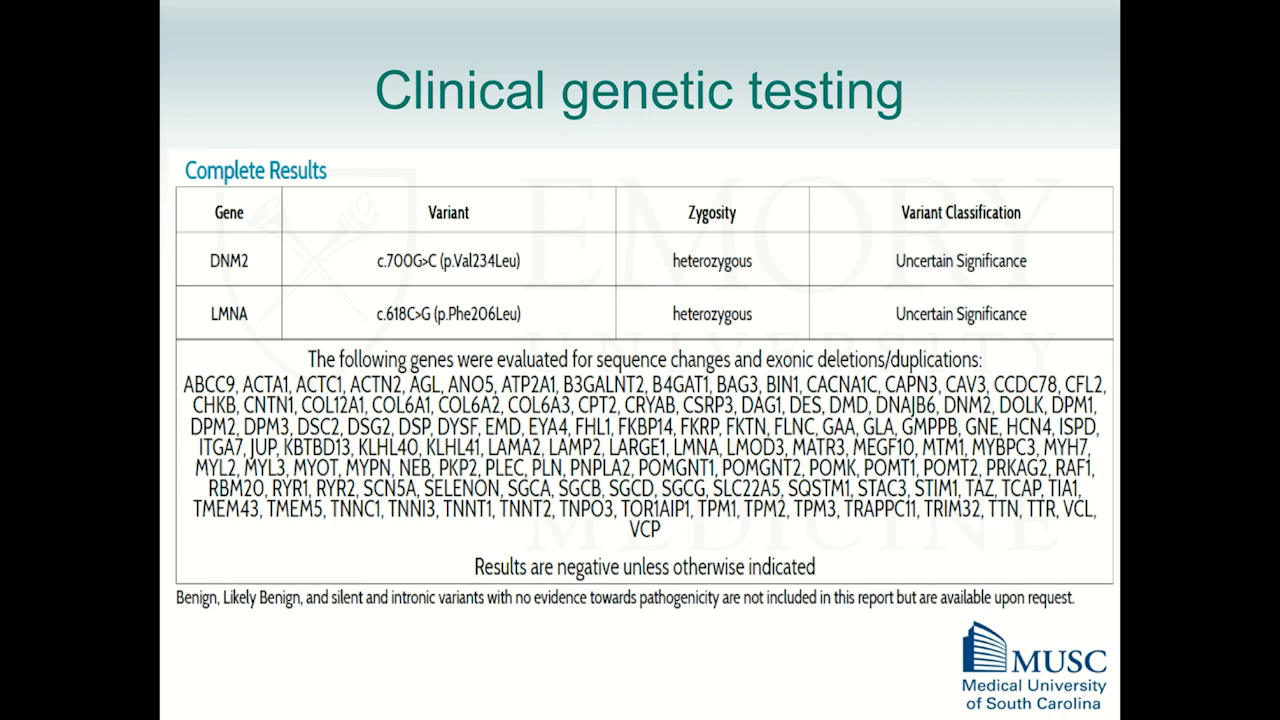 Clinical genetic testing
Complete Results
Gene Variant Zygosity Variant Classification
DNM2 c.700G>C (p.Val234Leu) heterozygous Uncertain Significance
LMNA c.618C>G (p.Phe206Leu) heterozygous Uncertain Significance
The following genes were evaluated for sequence changes and exonic deletions/duplications:
ABCC9, ACTA1, ACTC1, ACTN2, AGL, ANO5, ATP2A1, B3GALNT2, B4GAT1, BAG3, BIN1, CACNA1C, CAPN3, CAV3, CCDC78, CFL2,
CHKB, CNTN1, COL12A1, COL6A1, COL6A2, COL6A3, CPT2, CRYAB, CSRP3, DAG1, DES, DMD, DNAJB6, DNM2, DOLK, DPM1,
DPM2, DPM3, DSC2, DSG2, DSP, DYSF, EMD, EYA4, FHL1, FKBP14, FKRP, FKTN, FLNC, GAA, GLA, GMPPB, GNE, HCN4, ISPD,
ITGA7, JUP, KBTBD13, KLHL40, KLHL41, LAMA2, LAMP2, LARGE1, LMNA, LMOD3, MATR3, MEGF10, MTM1, MYBPC3, MYH7,
MYL2, MYL3, MYOT, MYPN, NEB, PKP2, PLEC, PLN, PNPLA2, POMGNT1, POMGNT2, POMK, POMT1, POMT2, PRKAG2, RAF1,
RBM20, RYR1, RYR2, SCN5A, SELENON, SGCA, SGCB, SGCD, SGCG, SLC22A5, SQSTM1, STAC3, STIM1, TAZ, TCAP, TIA1,
TMEM43, TMEM5, TNNC1, TNNI3, TNNT1, TNNT2, TNPO3, TOR1AIP1, TPM1, TPM2, TPM3, TRAPPC11, TRIM32, TTN, TTR, VCL,
VCP
Results are negative unless otherwise indicated
Benign, Likely Benign, and silent and intronic variants with no evidence towards pathogenicity are not included in this report but are available upon request.
EMORY
UNIVERSITY
MEDICINE
MUSC
Medical University
of South Carolina